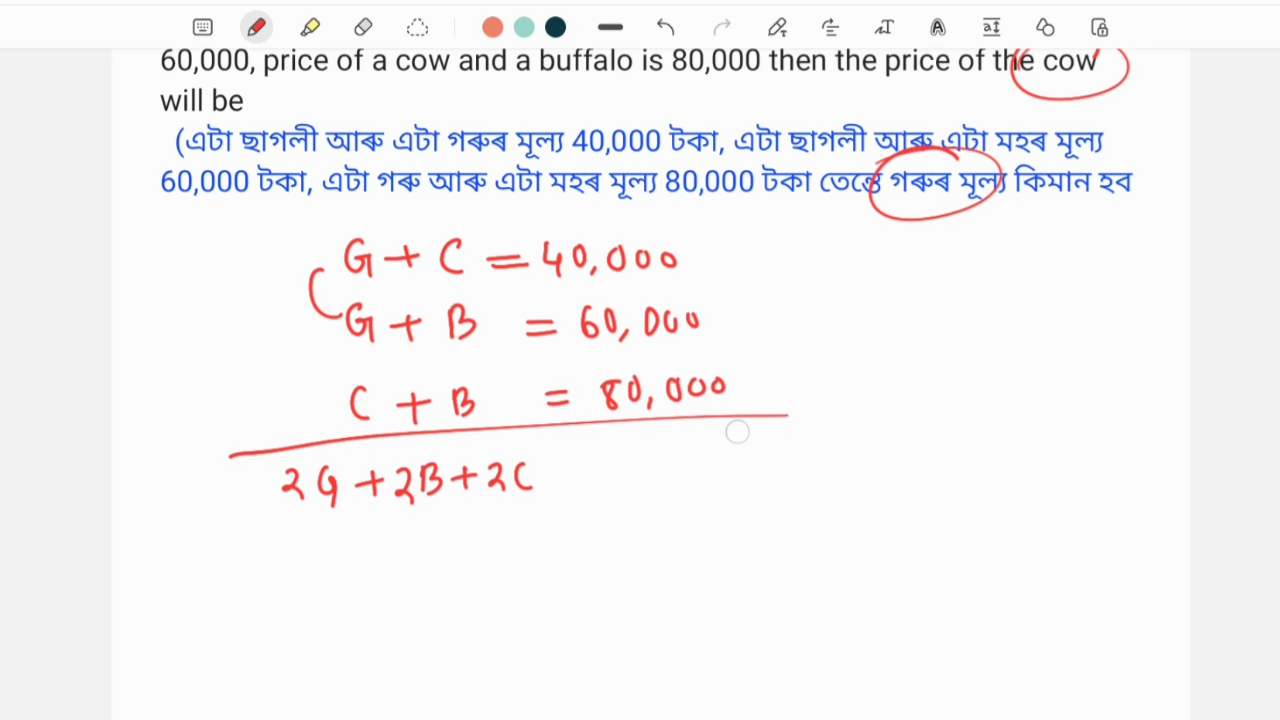 60,000, price of a cow and a buffalo is 80,000 then the price of the cow
will be
(এটা ছাগলী আৰু এটা গৰুৰ মূল্য 40,000 টকা, এটা ছাগলী আৰু এটা মহৰ মূল্য
60,000 টকা, এটা গৰু আৰু এটা মহৰ মূল্য 80,000 টকা তেন্তে গৰুৰ মূল্য কিমান হব
G + C = 40,000
G + B = 60,000
C + B = 80,000
2G + 2B + 2C